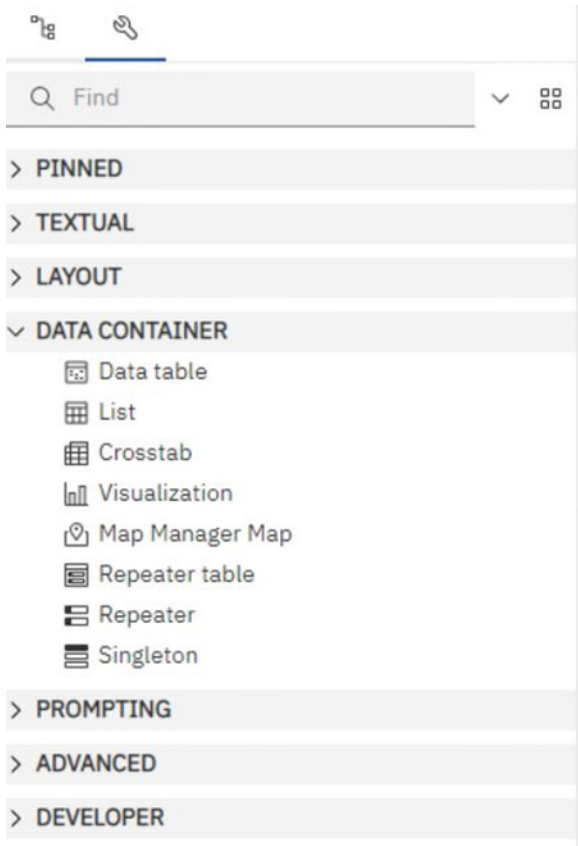 Find
PINNED
TEXTUAL
LAYOUT
DATA CONTAINER
Data table
List
Crosstab
Visualization
Map Manager Map
Repeater table
Repeater
Singleton
PROMPTING
ADVANCED
DEVELOPER